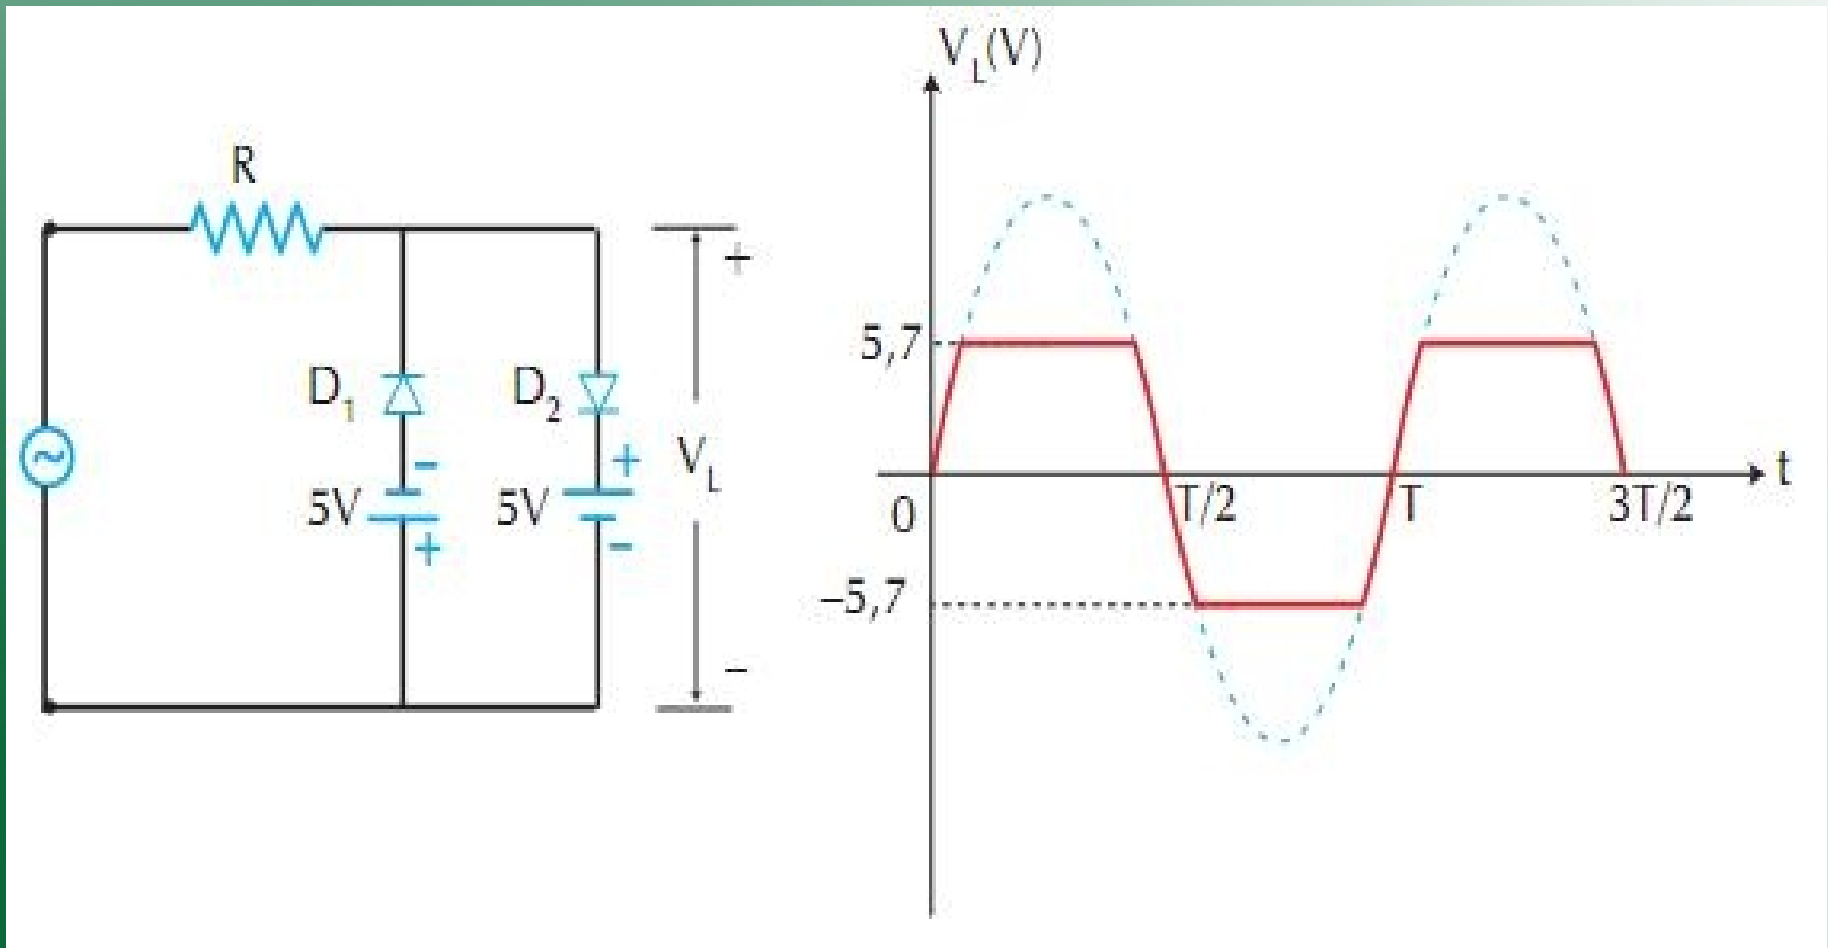 R
D1
D2
-
+
5V
5V
+
-
+
VL
–
VL(V)
5,7
0
T/2
T
3T/2
t
–5,7